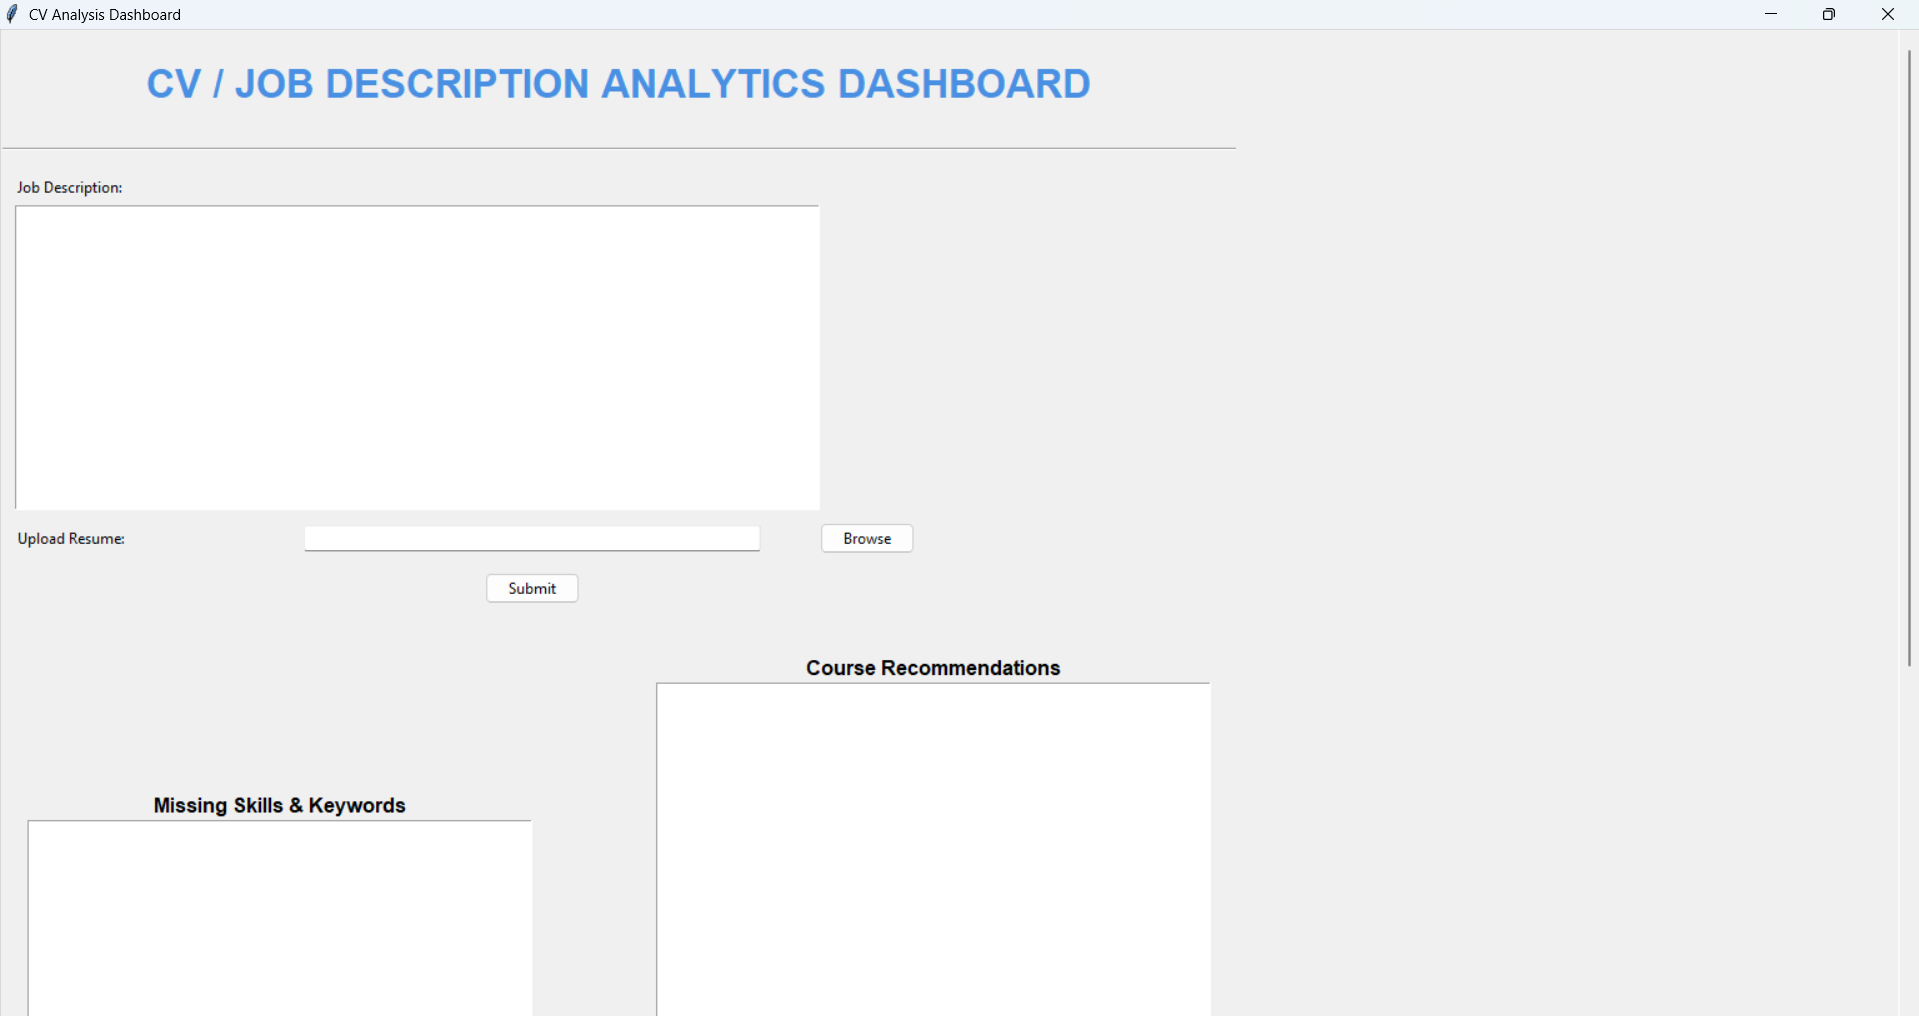 CV Analysis Dashboard
CV / JOB DESCRIPTION ANALYTICS DASHBOARD
Job Description:
Upload Resume:
Browse
Submit
Course Recommendations
Missing Skills & Keywords